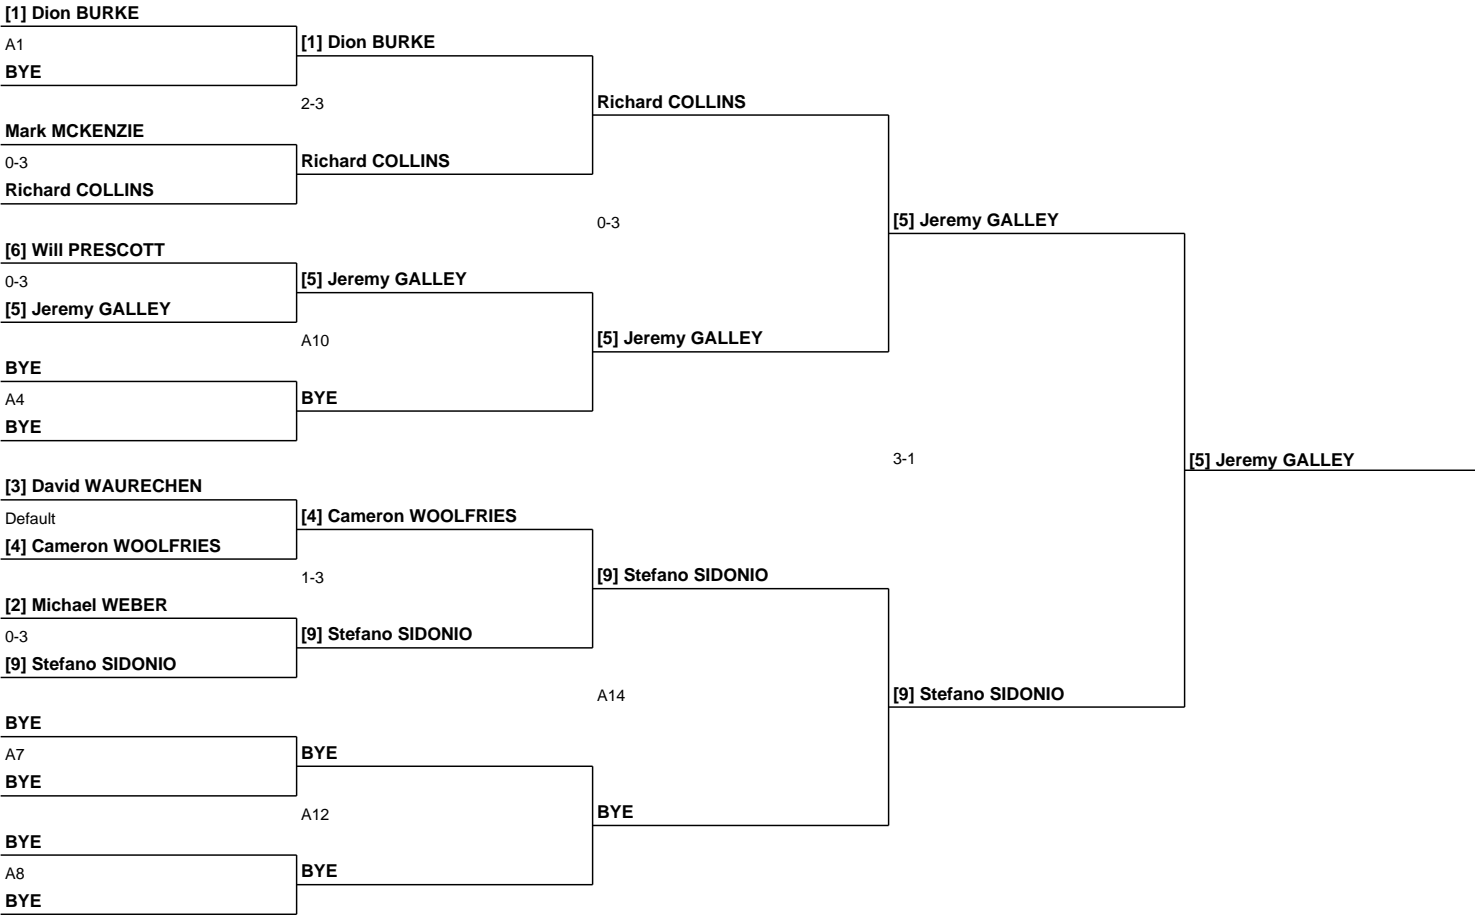 [1] Dion BURKE
A1
BYE
Mark MCKENZIE
0-3
Richard COLLINS
[6] Will PRESCOTT
0-3
[5] Jeremy GALLEY
BYE
A4
BYE
[3] David WAURECHEN
Default
[4] Cameron WOOLFRIES
[2] Michael WEBER
0-3
[9] Stefano SIDONIO
BYE
A7
BYE
BYE
A8
BYE
[1] Dion BURKE
2-3
Richard COLLINS
[5] Jeremy GALLEY
A10
BYE
[4] Cameron WOOLFRIES
1-3
[9] Stefano SIDONIO
BYE
A12
BYE
Richard COLLINS
0-3
[5] Jeremy GALLEY
[9] Stefano SIDONIO
A14
BYE
[5] Jeremy GALLEY
3-1
[9] Stefano SIDONIO
[5] Jeremy GALLEY